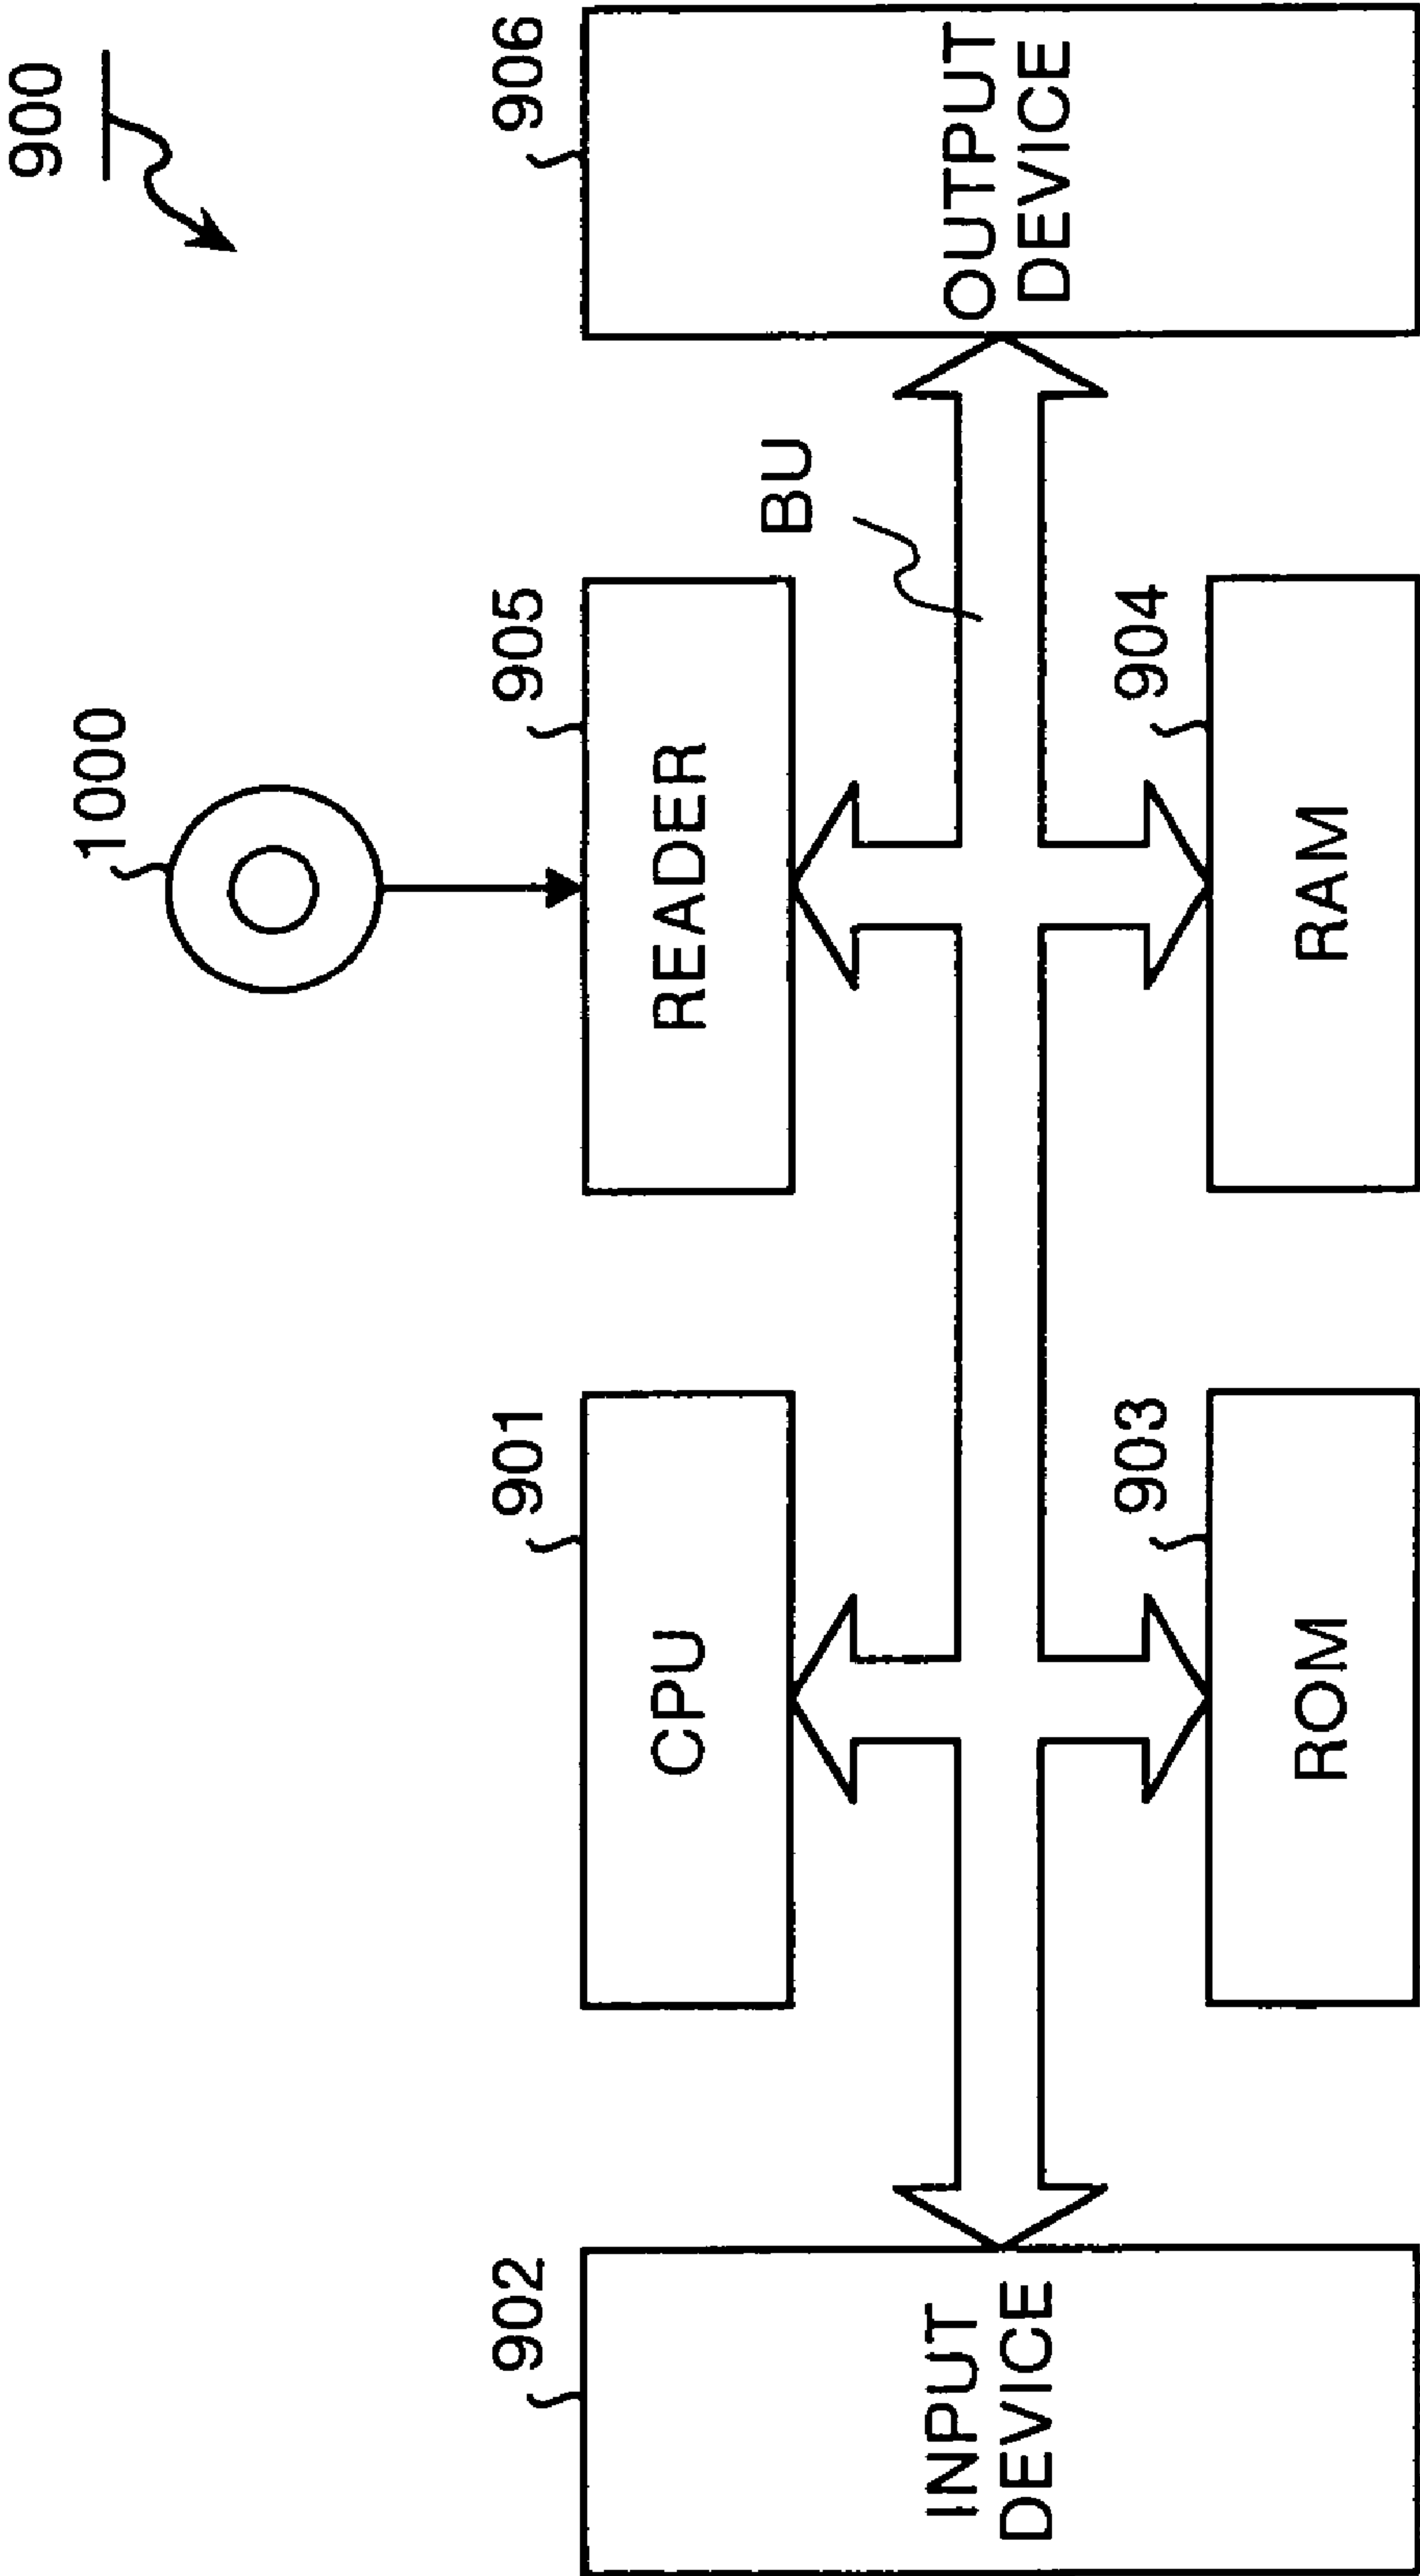 900
1000
902
INPUT
DEVICE
901
CPU
905
READER
906
OUTPUT
DEVICE
BU
903
ROM
904
RAM